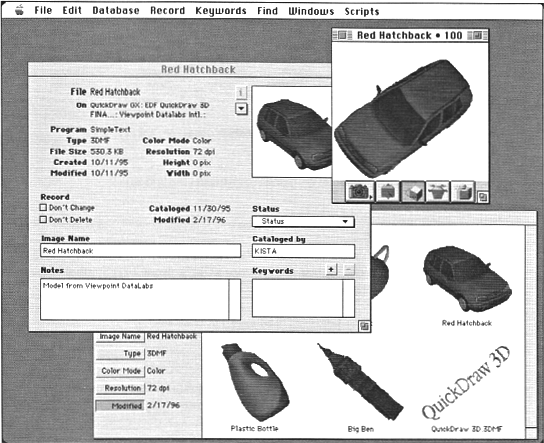 File Edit Database Record Keywords Find Windows Scripts
Red Hatchback • 100
Red Hatchback
File Red Hatchback
On QuickDraw GX: EDF QuickDraw 3D
FINA...: Viewpoint Datalabs Intl.:
Program SimpleText
Type 3DMF Color Mode Color
File Size 530.3 KB Resolution 72 dpi
Created 10/11/95 Height 0 pix
Modified 10/11/95 Width 0 pix
Record
Don't Change Cataloged 11/30/95 Status
Don't Delete Modified 2/17/96 Status
Image Name Cataloged by
Red Hatchback KISTA
Notes Keywords + -
Model from Viewpoint DataLabs
Red Hatchback
Image Name Red Hatchback
Type 3DMF
Color Mode Color
Resolution 72 dpi
Modified 2/17/96
QuickDraw 3D
Plastic Bottle Big Ben QuickDraw 3D 3DMF